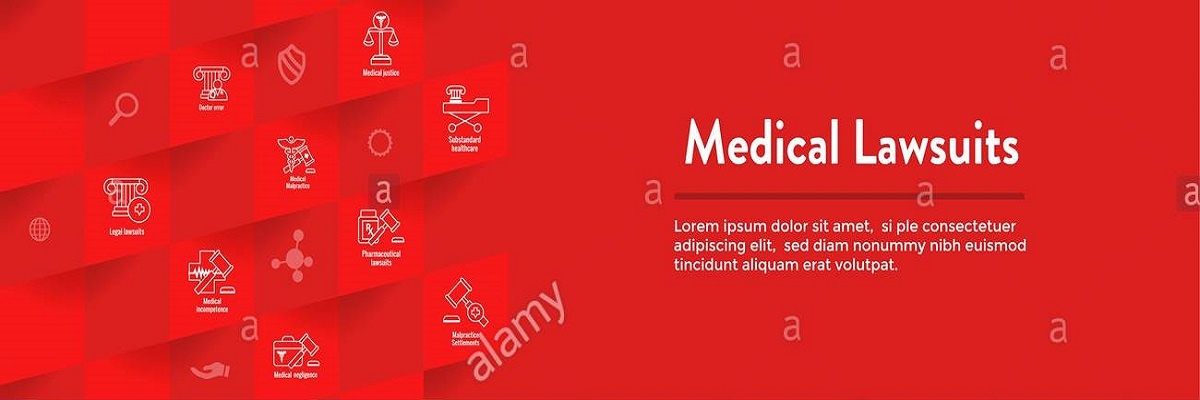 Medical justice
Doctor error
Substandard
healthcare
Medical
Malpractice
Legal lawsuits
Pharmaceutical
lawsuits
Medical
incompetence
Malpractice
Settlements
Medical negligence
Rx
Medical Lawsuits
Lorem ipsum dolor sit amet,  si ple consectetuer
adipiscing elit,  sed diam nonummy nibh euismod
tincidunt aliquam erat volutpat.
alamy
a
a
a
a
a
a
a
a
a
a
a
a